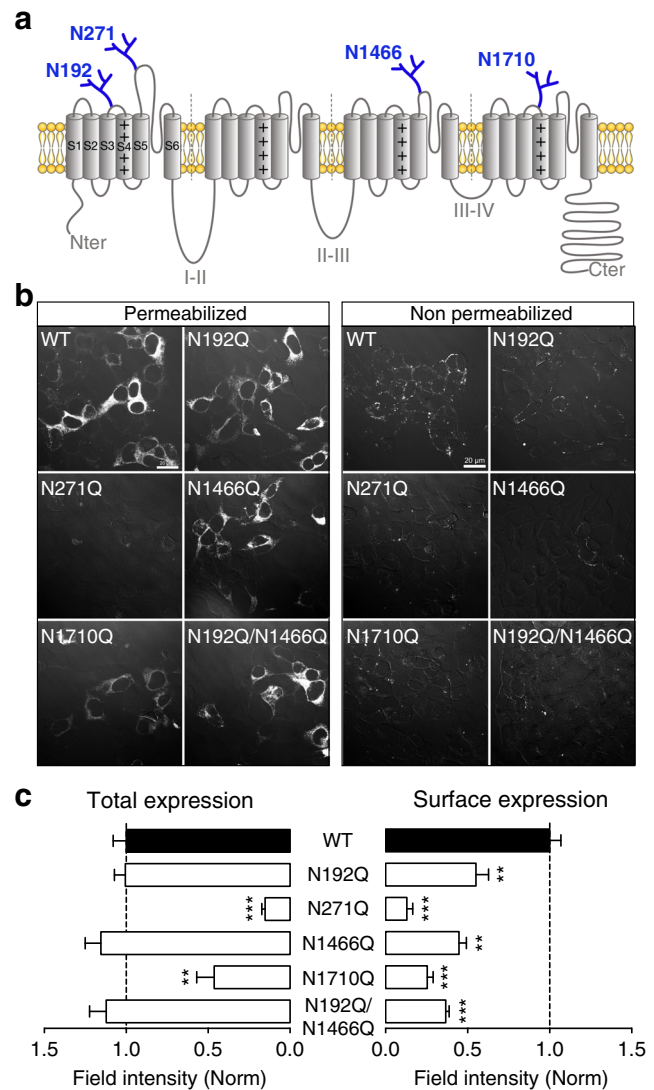 a
N271
N192
N1466
N1710
S1 S2 S3 S4 S5 S6
+ + + +
+ + + +
+ + + +
+ + + +
Nter
I-II
II-III
III-IV
Cter
b
Permeabilized
Non permeabilized
WT
N192Q
WT
N192Q
20 μm
N271Q
N1466Q
N271Q
N1466Q
N1710Q
N192Q/N1466Q
N1710Q
N192Q/N1466Q
c
Total expression
Surface expression
WT
N192Q
**
***
N271Q
***
N1466Q
**
**
N1710Q
***
N192Q/
N1466Q
***
1.5 1.0 0.5 0.0
0.0 0.5 1.0 1.5
Field intensity (Norm)
Field intensity (Norm)